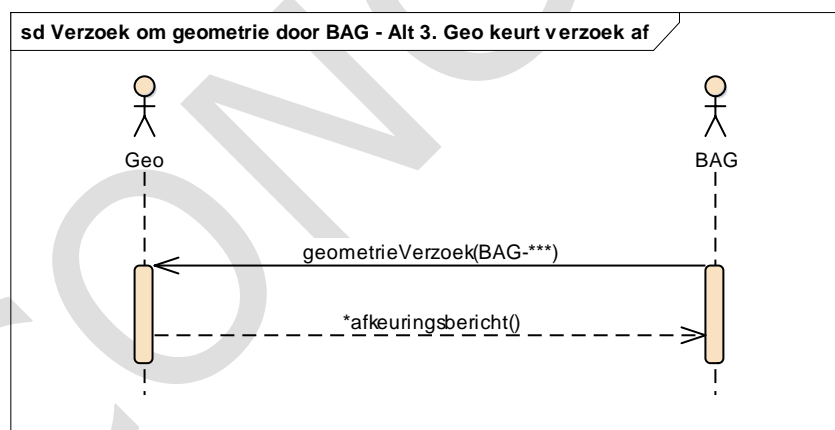 sd Verzoek om geometrie door BAG - Alt 3. Geo keurt verzoek af
Geo
BAG
geometrieVerzoek(BAG-***)
*afkeuringsbericht()